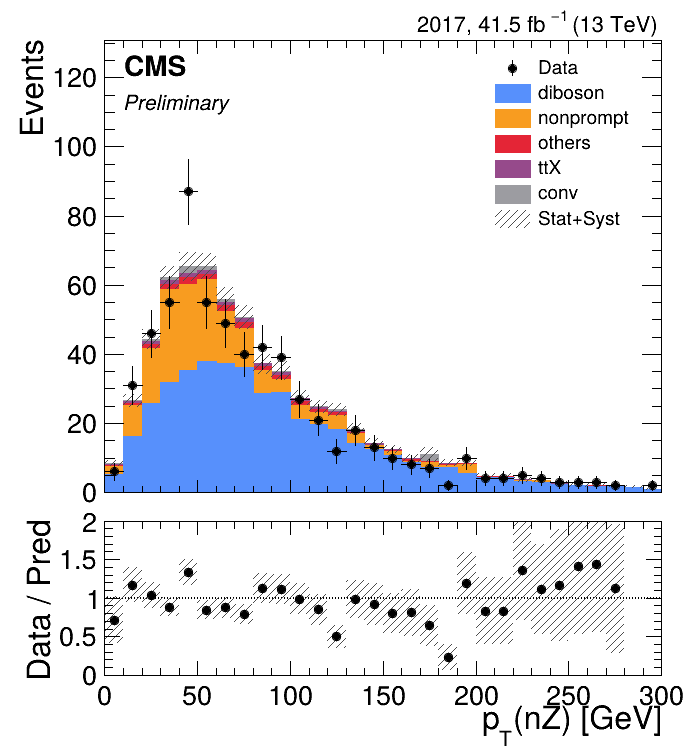 2017, 41.5 fb⁻¹ (13 TeV)
CMS
Preliminary
Events
120
100
80
60
40
20
0
Data
diboson
nonprompt
others
ttX
conv
Stat+Syst
Data / Pred
2
1.5
1
0.5
0
0 50 100 150 200 250 300
p_T(nZ) [GeV]